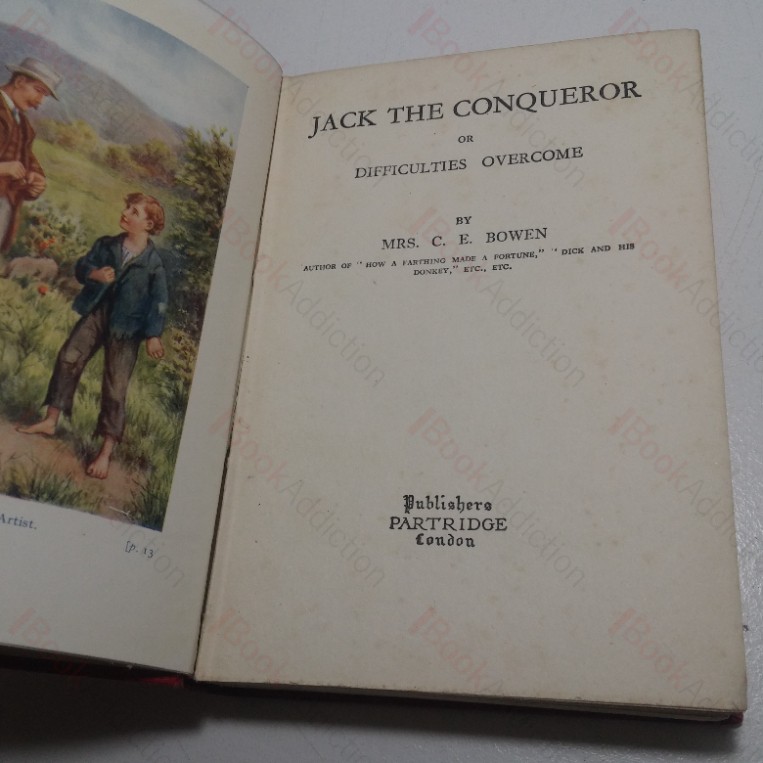 JACK THE CONQUEROR
OR
DIFFICULTIES OVERCOME
BY
MRS. C. E. BOWEN
AUTHOR OF "HOW A FARTHING MADE A FORTUNE," "DICK AND HIS
DONKEY," ETC., ETC.
Publishers
PARTRIDGE
London
Artist.
[p. 13
BookAddiction